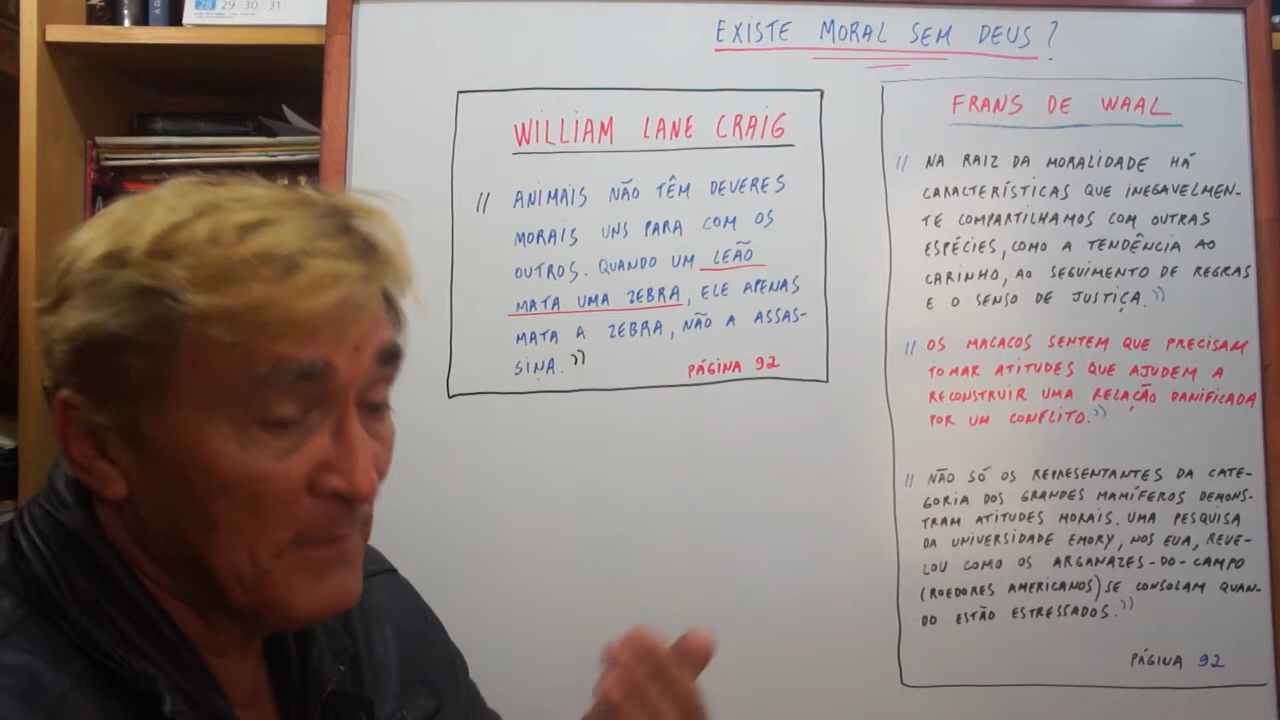 28 29 30 31
EXISTE MORAL SEM DEUS?
WILLIAM LANE CRAIG
" ANIMAIS NÃO TÊM DEVERES
MORAIS UNS PARA COM OS
OUTROS. QUANDO UM LEÃO
MATA UMA ZEBRA, ELE APENAS
MATA A ZEBRA, NÃO A ASSAS-
SINA."
PÁGINA 92
FRANS DE WAAL
" NA RAIZ DA MORALIDADE HÁ
CARACTERÍSTICAS QUE INEGAVELMEN-
TE COMPARTILHAMOS COM OUTRAS
ESPÉCIES, COMO A TENDÊNCIA AO
CARINHO, AO SEGUIMENTO DE REGRAS
E O SENSO DE JUSTIÇA."
" OS MACACOS SENTEM QUE PRECISAM
TOMAR ATITUDES QUE AJUDEM A
RECONSTRUIR UMA RELAÇÃO DANIFICADA
POR UM CONFLITO."
" NÃO SÓ OS REPRESENTANTES DA CATE-
GORIA DOS GRANDES MAMÍFEROS DEMONS-
TRAM ATITUDES MORAIS. UMA PESQUISA
DA UNIVERSIDADE EMORY, NOS EUA, REVE-
LOU COMO OS ARGANAZES-DO-CAMPO
(ROEDORES AMERICANOS) SE CONSOLAM QUAN-
DO ESTÃO ESTRESSADOS."
PÁGINA 92